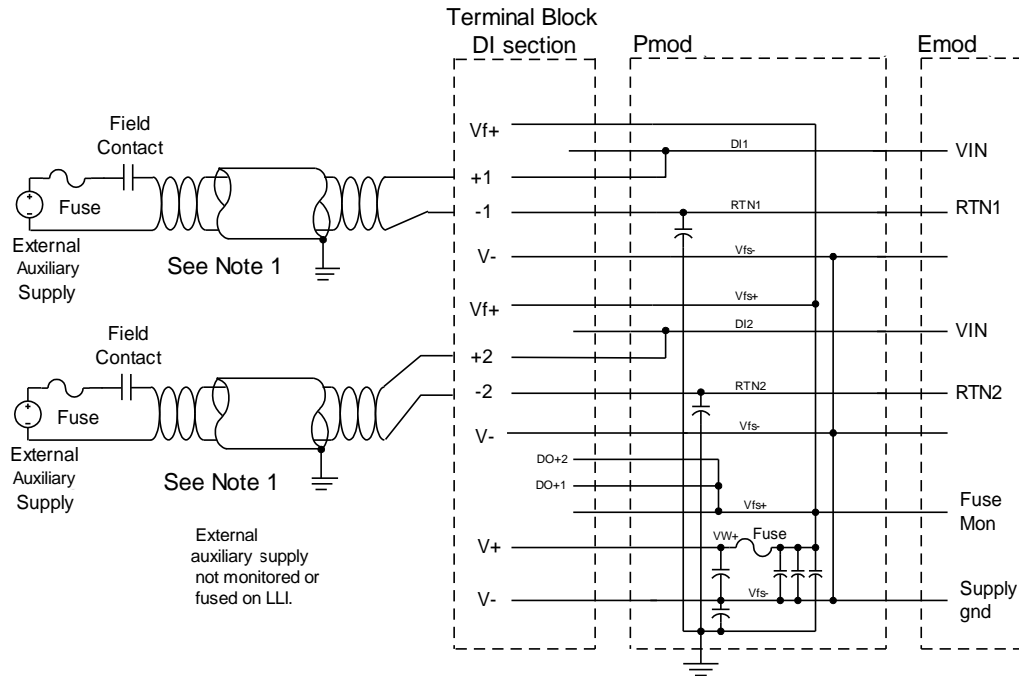 Terminal Block
DI section
Pmod
Emod
Field
Contact
Fuse
External
Auxiliary
Supply
See Note 1
Vf+
+1
-1
V-
Vf+
+2
-2
V-
DO+2
DO+1
V+
V-
DI1
RTN1
Vfs-
Vfs+
DI2
RTN2
Vfs-
Vfs+
VW+
Fuse
Vfs-
VIN
RTN1
VIN
RTN2
Fuse
Mon
Supply
gnd
Field
Contact
Fuse
External
Auxiliary
Supply
See Note 1
External
auxiliary supply
not monitored or
fused on LLI.